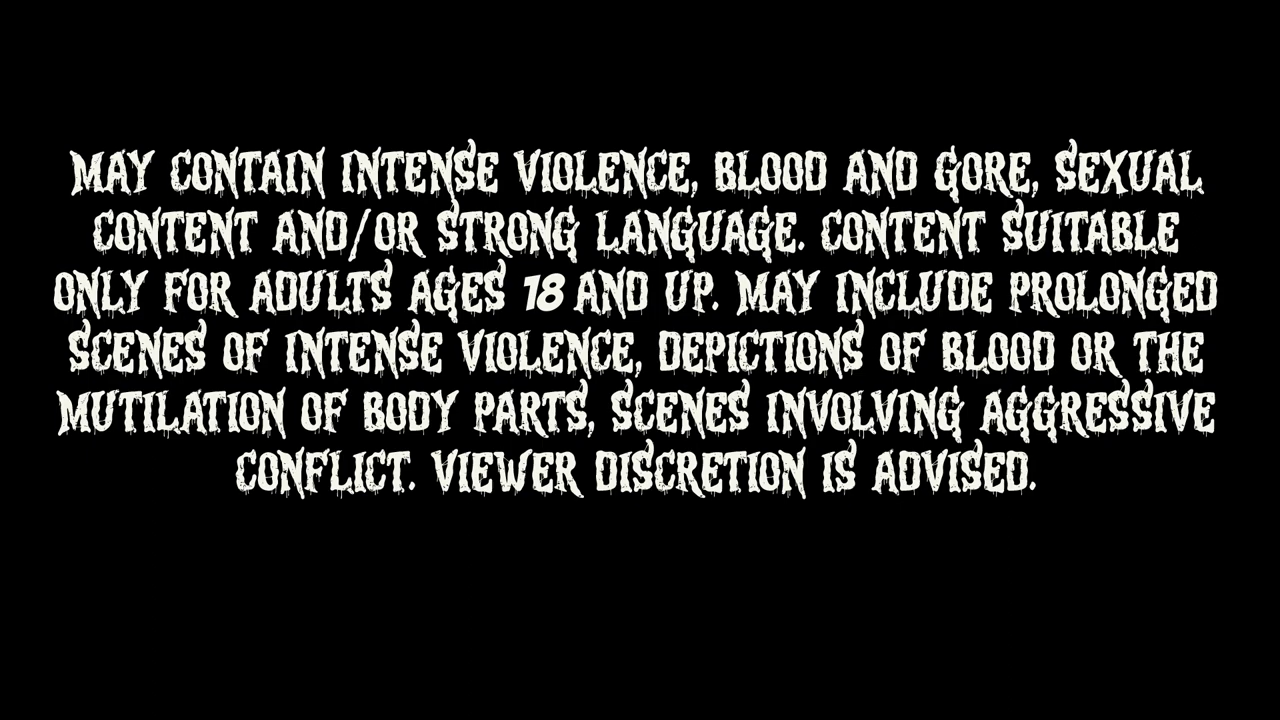 MAY CONTAIN INTENSE VIOLENCE, BLOOD AND GORE, SEXUAL
CONTENT AND/OR STRONG LANGUAGE. CONTENT SUITABLE
ONLY FOR ADULTS AGES 18 AND UP. MAY INCLUDE PROLONGED
SCENES OF INTENSE VIOLENCE, DEPICTIONS OF BLOOD OR THE
MUTILATION OF BODY PARTS, SCENES INVOLVING AGGRESSIVE
CONFLICT. VIEWER DISCRETION IS ADVISED.